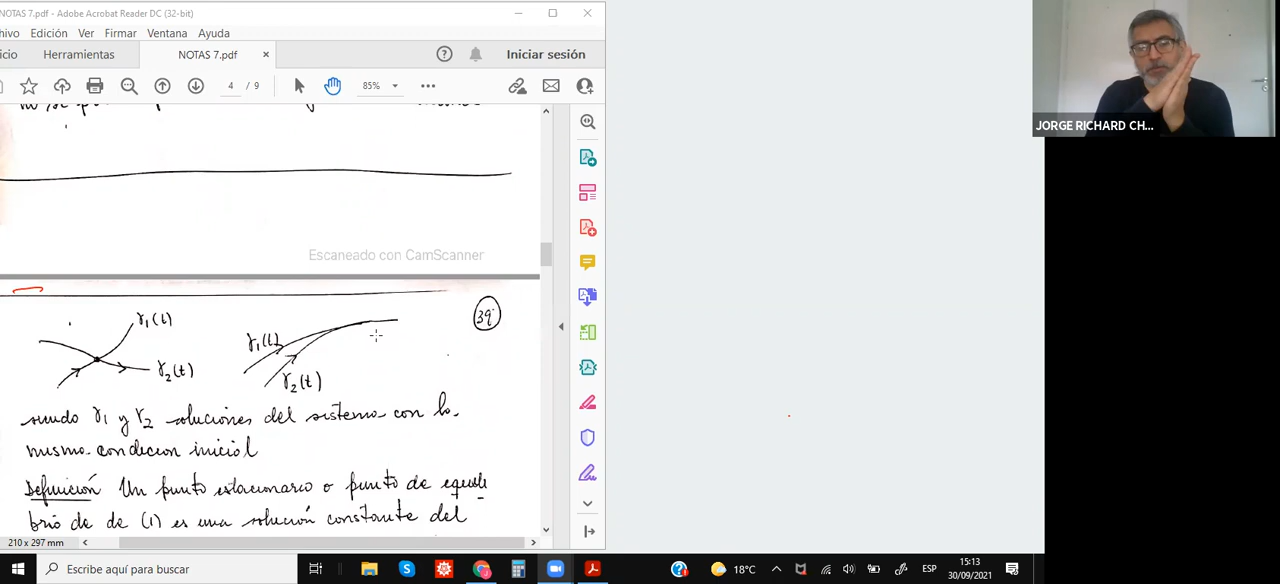 NOTAS 7.pdf - Adobe Acrobat Reader DC (32-bit)
hivo Edición Ver Firmar Ventana Ayuda
icio Herramientas NOTAS 7.pdf × Iniciar sesión
4 / 9 85%
no se
Escaneado con CamScanner
39
γ1(t)
γ2(t)
γ1(t)
γ2(t)
siendo γ1 y γ2 soluciones del sistema con la
misma condicion inicial
Definición Un punto estacionario o punto de equili
brio de de (1) es una solución constante del
210 x 297 mm
JORGE RICHARD CH...
Escribe aquí para buscar
18°C
ESP
15:13
30/09/2021